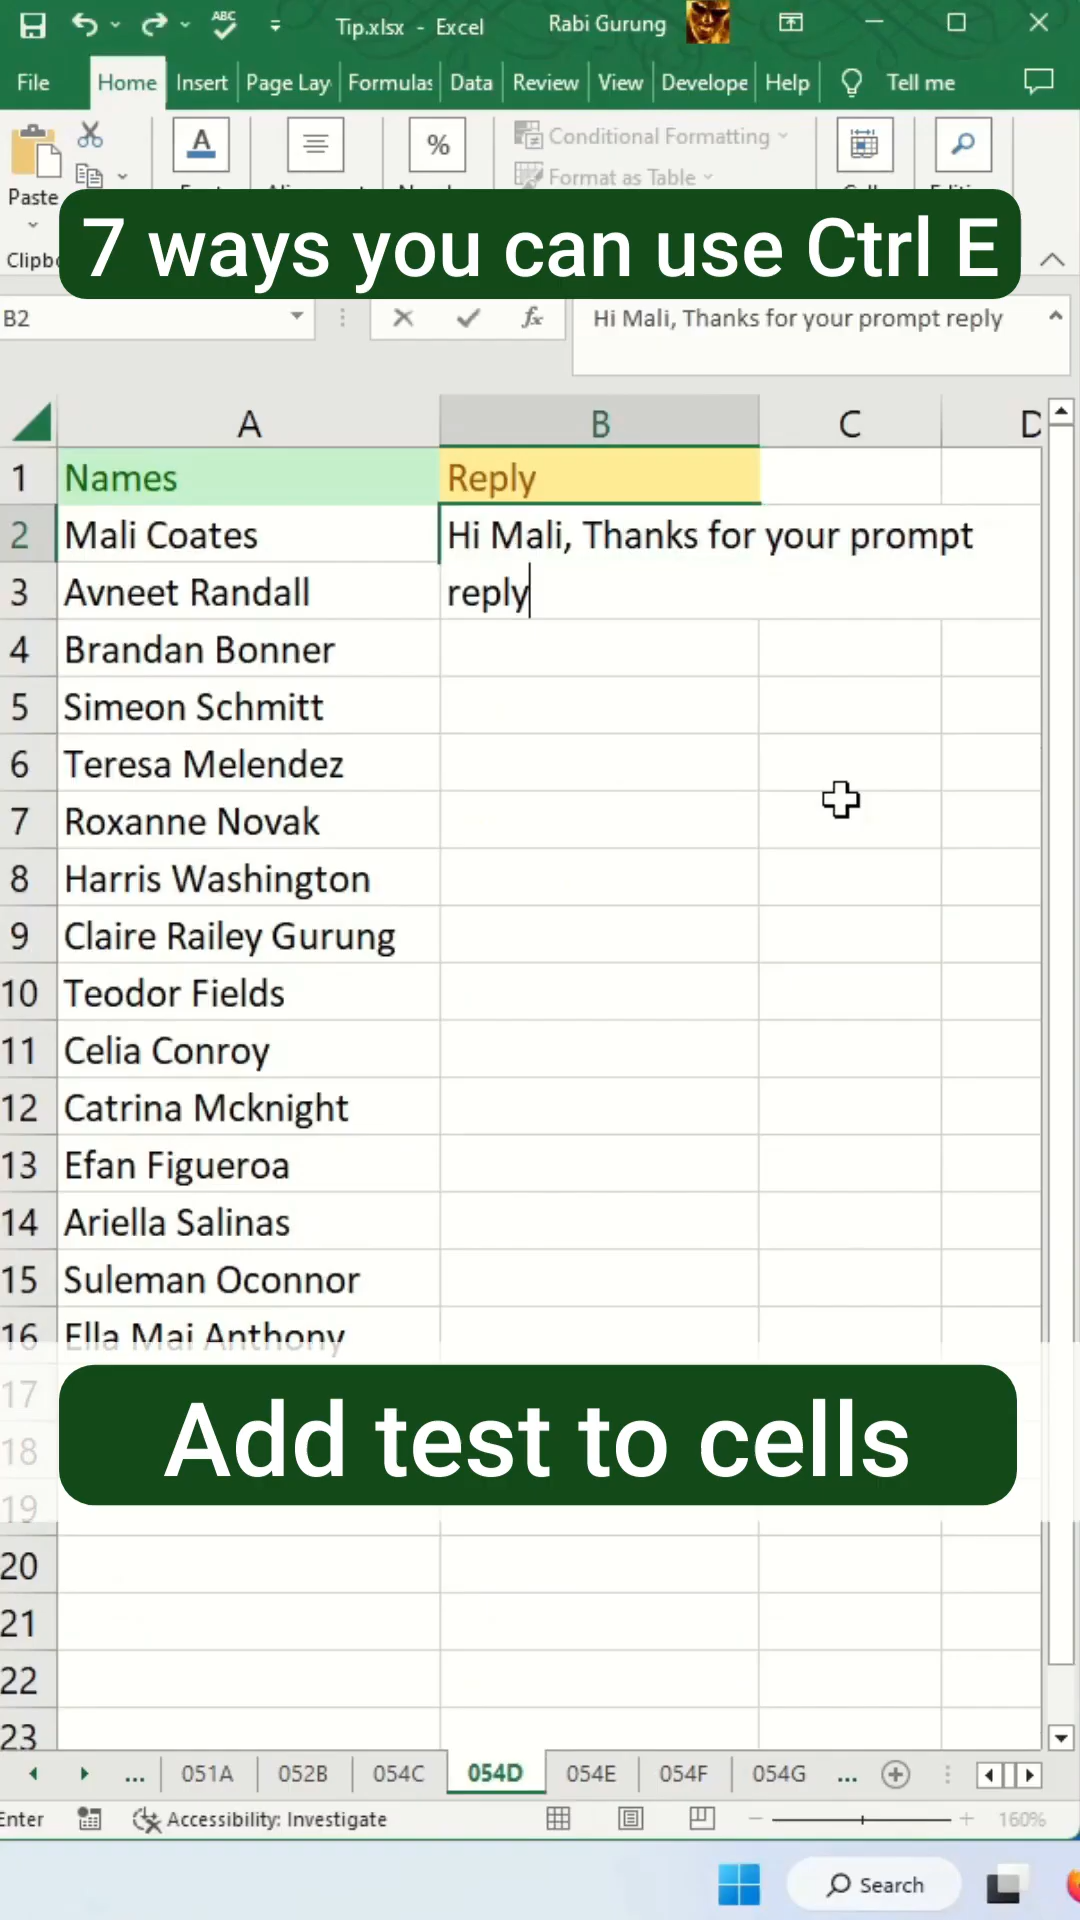 ABC
Tip.xlsx - Excel
Rabi Gurung
File Home Insert Page Lay Formulas Data Review View Develope Help Tell me
A % Conditional Formatting
Format as Table
Paste
Clipb
7 ways you can use Ctrl E
B2 fx Hi Mali, Thanks for your prompt reply
A B C D
1 Names Reply
2 Mali Coates Hi Mali, Thanks for your prompt
3 Avneet Randall reply
4 Brandan Bonner
5 Simeon Schmitt
6 Teresa Melendez
7 Roxanne Novak
8 Harris Washington
9 Claire Railey Gurung
10 Teodor Fields
11 Celia Conroy
12 Catrina Mcknight
13 Efan Figueroa
14 Ariella Salinas
15 Suleman Oconnor
16 Ella Mai Anthony
17
Add test to cells
18
19
20
21
22
23
... 051A 052B 054C 054D 054E 054F 054G ...
Enter Accessibility: Investigate 160%
Search